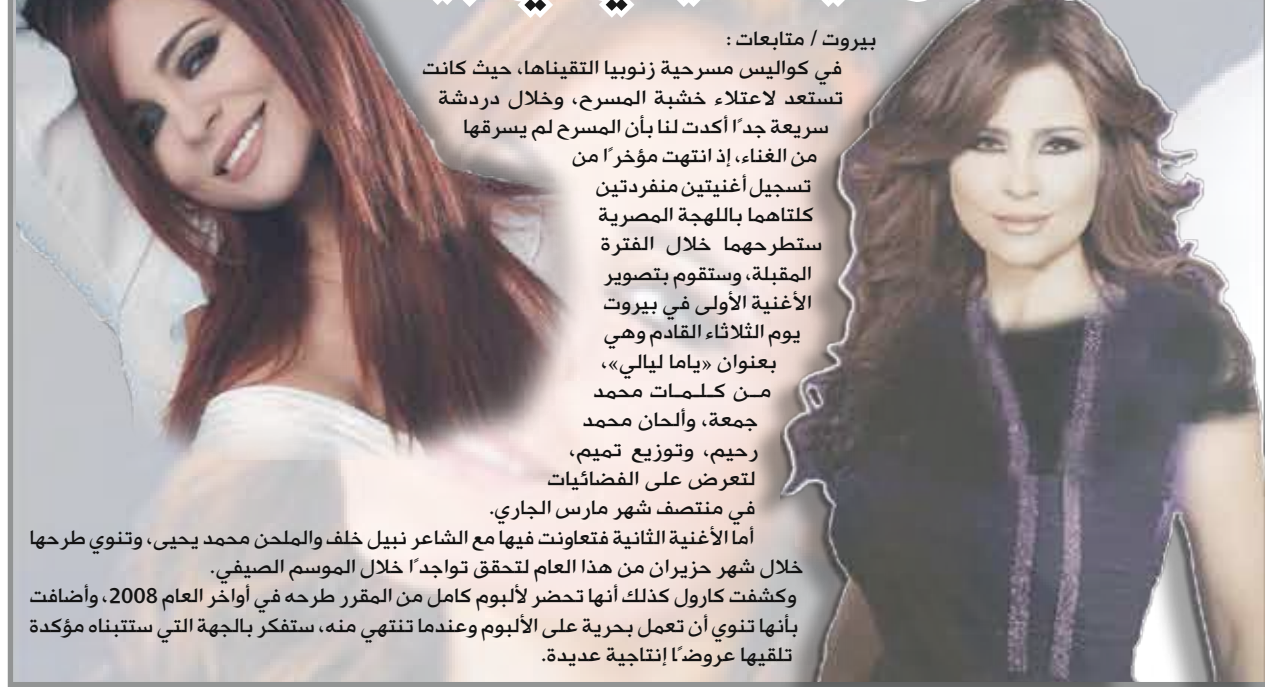 بيروت / متابعات :
في كواليس مسرحية زنوبيا التقيناها، حيث كانت
تستعد لاعتلاء خشبة المسرح، وخلال دردشة
سريعة جدًا أكدت لنا بأن المسرح لم يسرقها
من الغناء، إذ انتهت مؤخرًا من
تسجيل أغنيتين منفردتين
كلتاهما باللهجة المصرية
ستطرحهما خلال الفترة
المقبلة، وستقوم بتصوير
الأغنية الأولى في بيروت
يوم الثلاثاء القادم وهي
بعنوان «ياما ليالي»،
من كلمات محمد
جمعة، وألحان محمد
رحيم، وتوزيع تميم،
لتعرض على الفضائيات
في منتصف شهر مارس الجاري.
أما الأغنية الثانية فتعاونت فيها مع الشاعر نبيل خلف والملحن محمد يحيى، وتنوي طرحها
خلال شهر حزيران من هذا العام لتحقق تواجدًا خلال الموسم الصيفي.
وكشفت كارول كذلك أنها تحضر لألبوم كامل من المقرر طرحه في أواخر العام 2008، وأضافت
بأنها تنوي أن تعمل بحرية على الألبوم وعندما تنتهي منه، ستفكر بالجهة التي ستتبناه مؤكدة
تلقيها عروضًا إنتاجية عديدة.